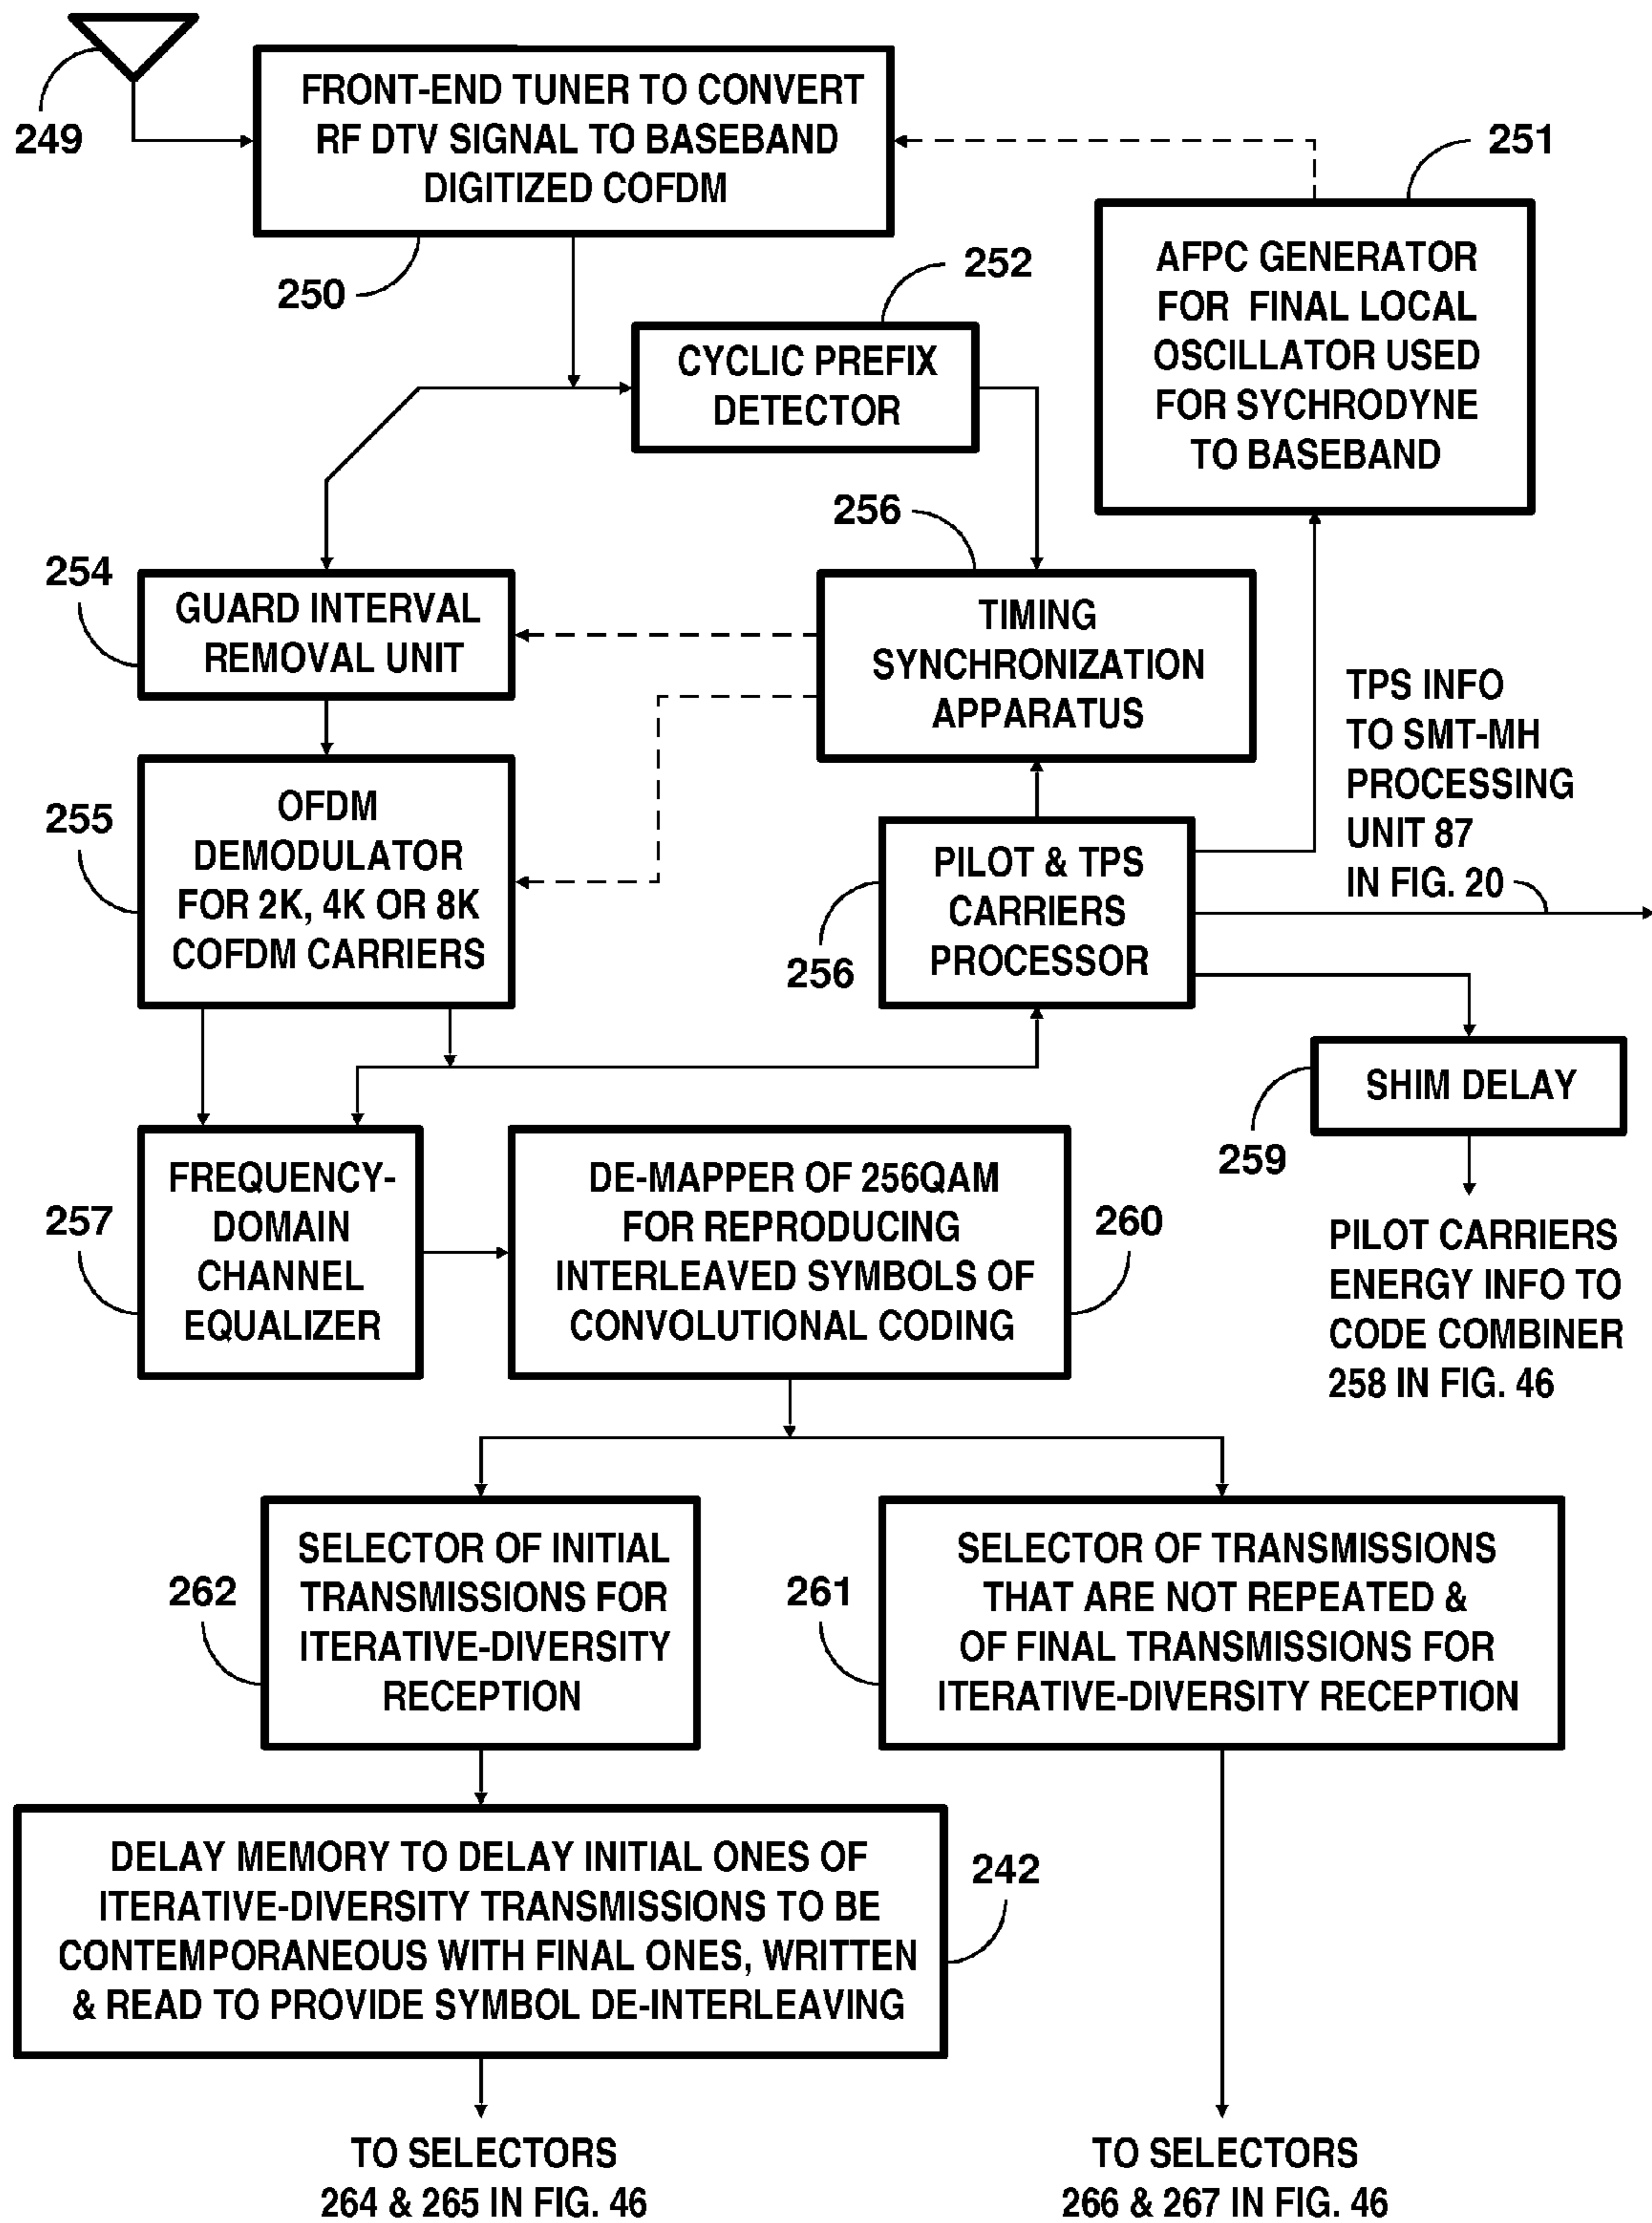 249
FRONT-END TUNER TO CONVERT
RF DTV SIGNAL TO BASEBAND
DIGITIZED COFDM
250
251
AFPC GENERATOR
FOR FINAL LOCAL
OSCILLATOR USED
FOR SYCHRODYNE
TO BASEBAND
252
CYCLIC PREFIX
DETECTOR
254
GUARD INTERVAL
REMOVAL UNIT
256
TIMING
SYNCHRONIZATION
APPARATUS
TPS INFO
TO SMT-MH
PROCESSING
UNIT 87
IN FIG. 20
255
OFDM
DEMODULATOR
FOR 2K, 4K OR 8K
COFDM CARRIERS
PILOT & TPS
CARRIERS
PROCESSOR
256
SHIM DELAY
259
PILOT CARRIERS
ENERGY INFO TO
CODE COMBINER
258 IN FIG. 46
257
FREQUENCY-
DOMAIN
CHANNEL
EQUALIZER
DE-MAPPER OF 256QAM
FOR REPRODUCING
INTERLEAVED SYMBOLS OF
CONVOLUTIONAL CODING
260
262
SELECTOR OF INITIAL
TRANSMISSIONS FOR
ITERATIVE-DIVERSITY
RECEPTION
261
SELECTOR OF TRANSMISSIONS
THAT ARE NOT REPEATED &
OF FINAL TRANSMISSIONS FOR
ITERATIVE-DIVERSITY RECEPTION
DELAY MEMORY TO DELAY INITIAL ONES OF
ITERATIVE-DIVERSITY TRANSMISSIONS TO BE
CONTEMPORANEOUS WITH FINAL ONES, WRITTEN
& READ TO PROVIDE SYMBOL DE-INTERLEAVING
242
TO SELECTORS
264 & 265 IN FIG. 46
TO SELECTORS
266 & 267 IN FIG. 46